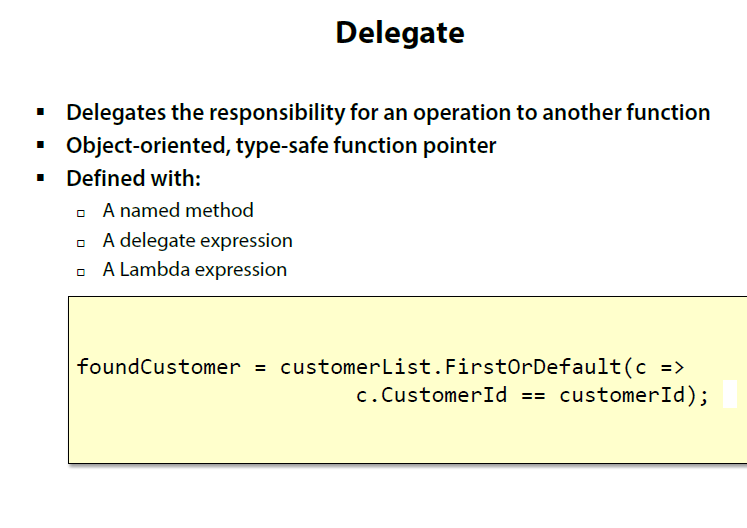 Delegate
Delegates the responsibility for an operation to another function
Object-oriented, type-safe function pointer
Defined with:
A named method
A delegate expression
A Lambda expression
foundCustomer = customerList.FirstOrDefault(c =>
c.CustomerId == customerId);